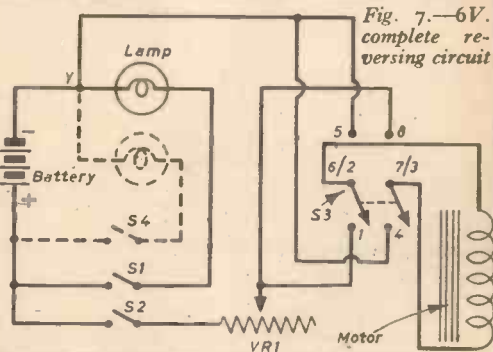 Fig. 7.—6V.
complete re-
versing circuit
Lamp
Y
5 8
6/2 7/3
Battery
-
+
S3
S4
1 4
S1
S2
VR1
Motor